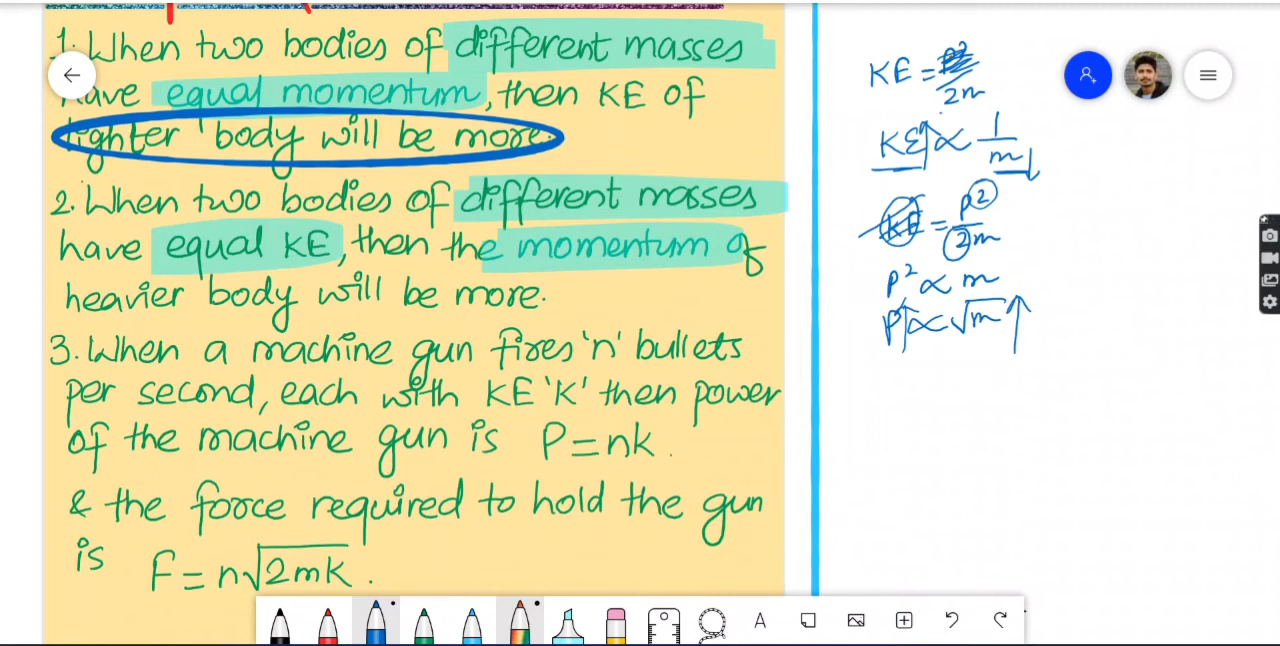 1. When two bodies of different masses
have equal momentum, then KE of
lighter body will be more.
2. When two bodies of different masses
have equal KE, then the momentum of
heavier body will be more.
3. When a machine gun fires 'n' bullets
per second, each with KE 'K' then power
of the machine gun is P=nk.
& the force required to hold the gun
is F=n√2mK.
KE = p²/2m
KE↑ ∝ 1/m↓
KE = p²/2m
p² ∝ m
P↑ ∝ √m ↑
A